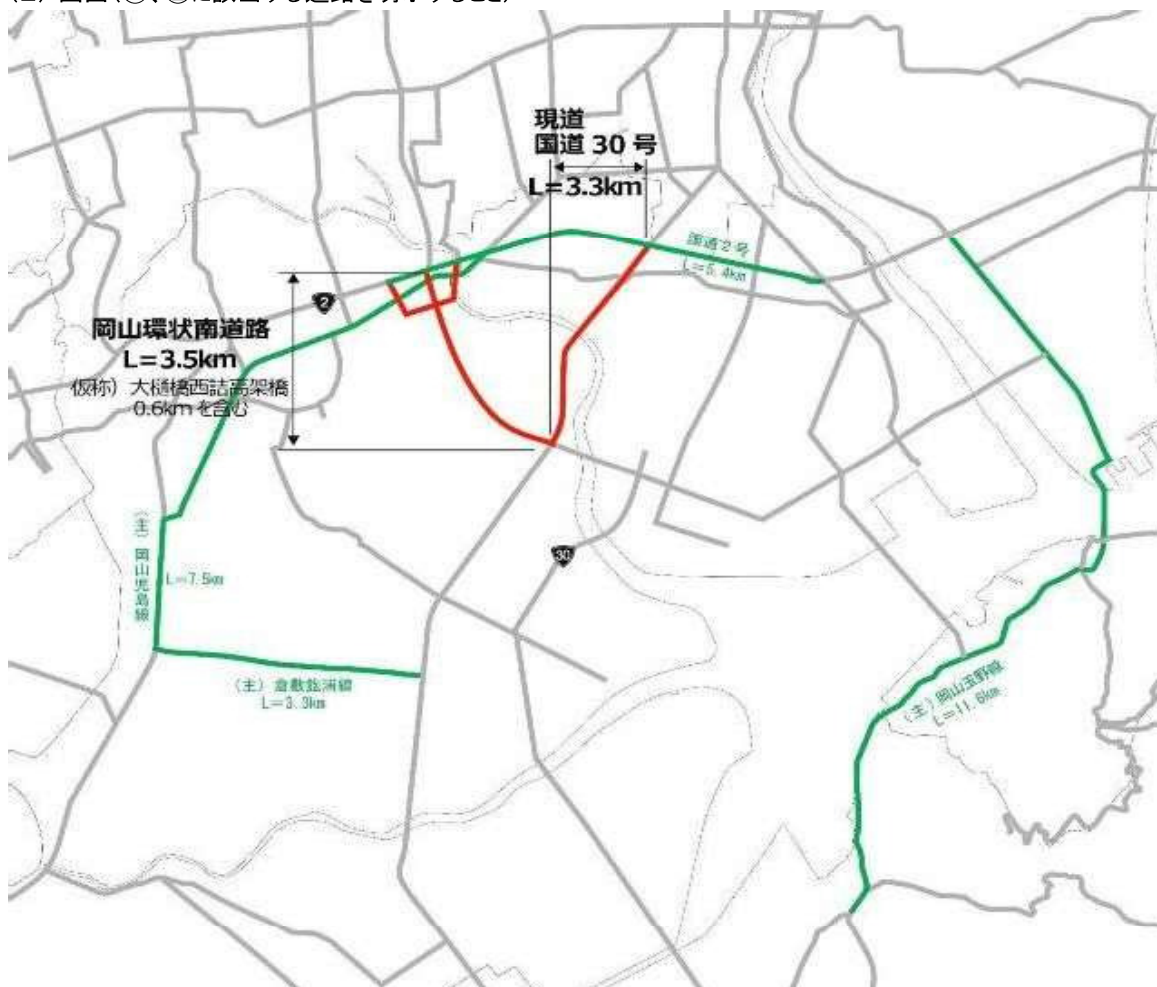 現道
国道 30 号
L=3.3km
国道2号
L=5.4km
2
岡山環状南道路
L=3.5km
仮称）大樋橋西詰高架橋
0.6km を含む
（主）岡山児島線
L=7.5km
30
（主）倉敷飽浦線
L=3.9km
（主）岡山玉野線
L=11.6km